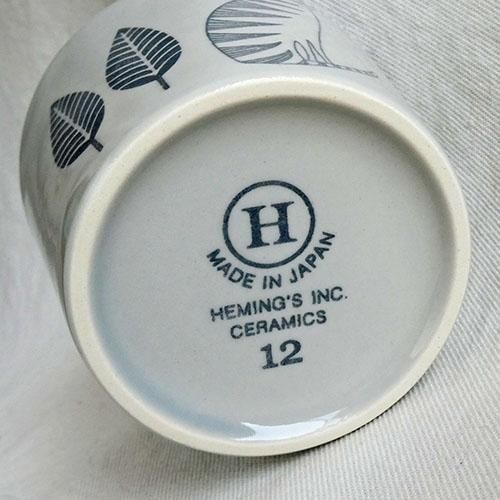 H
MADE IN JAPAN
HEMING'S INC.
CERAMICS
12